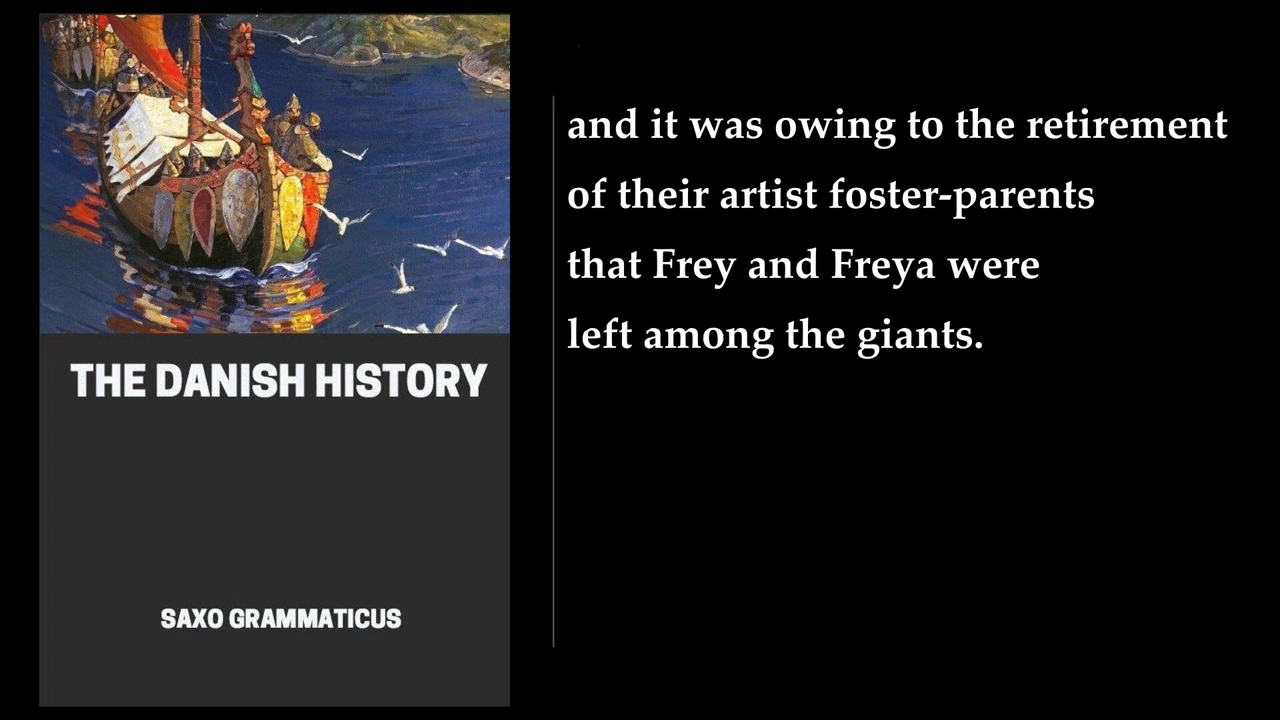 THE DANISH HISTORY
SAXO GRAMMATICUS
and it was owing to the retirement
of their artist foster-parents
that Frey and Freya were
left among the giants.